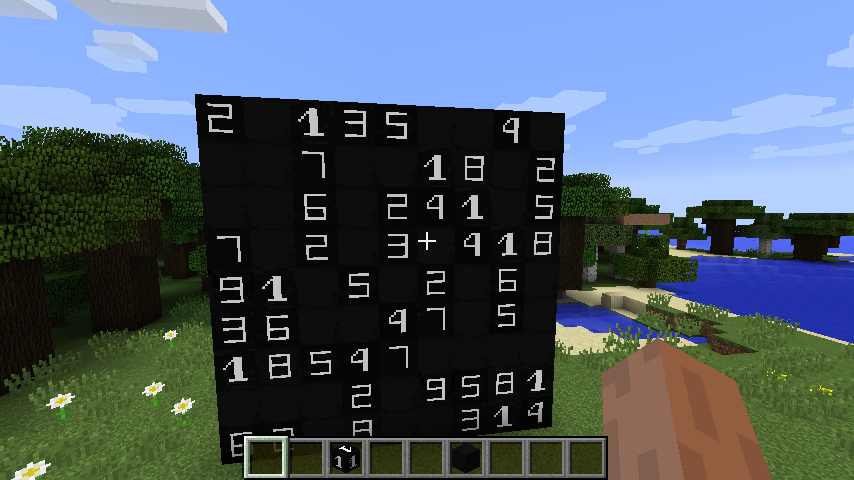 2 1 3 5 4
7 1 8 2
6 2 4 1 5
7 2 3 4 1 8
9 1 5 2 6
3 6 4 7 5
1 8 5 4 7
2 9 5 8 1
8 3 1 4